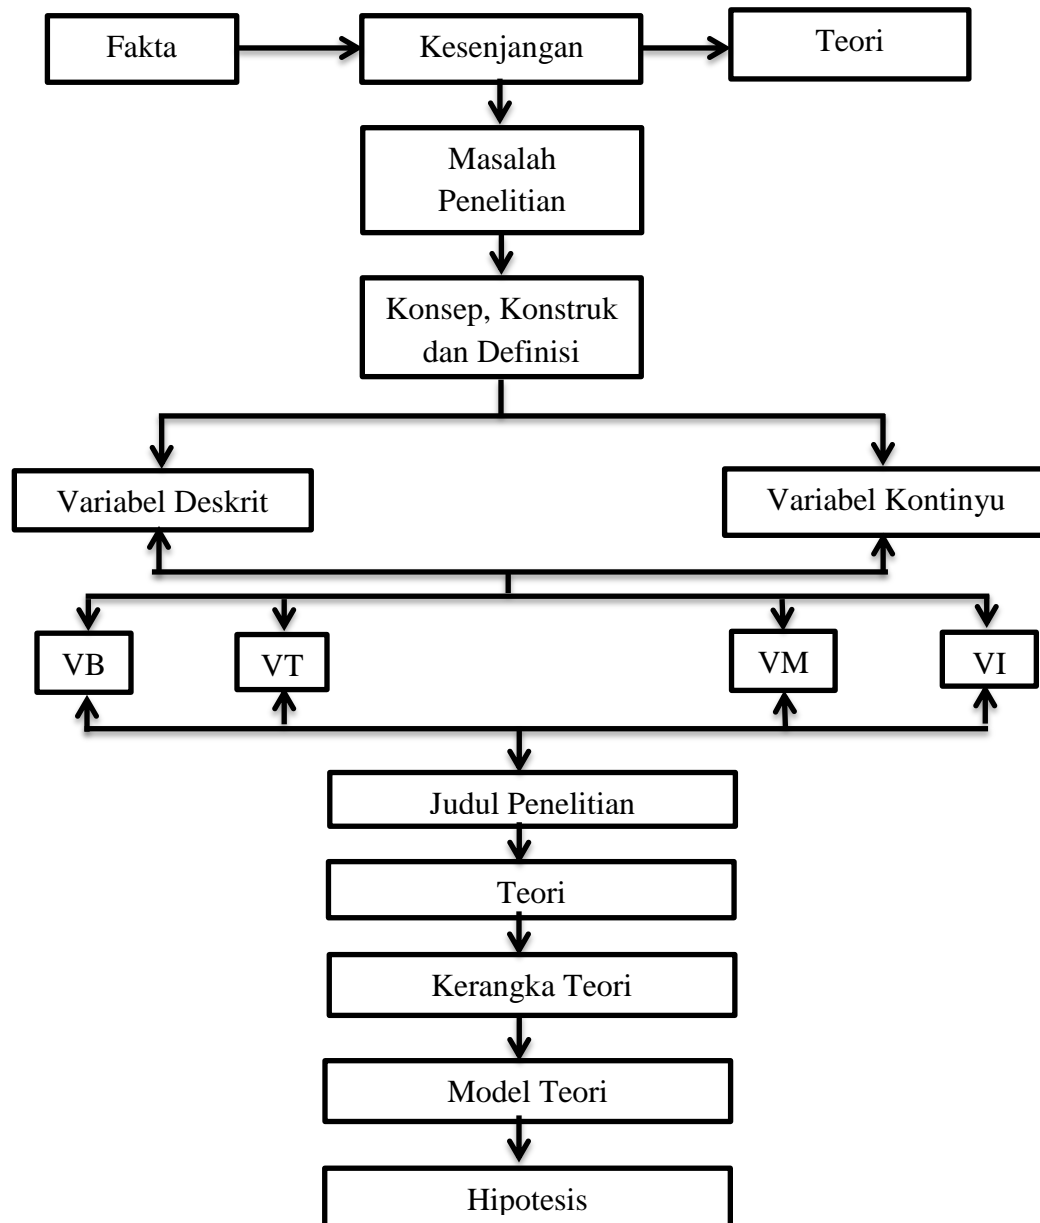 Fakta
Kesenjangan
Teori
Masalah
Penelitian
Konsep, Konstruk
dan Definisi
Variabel Deskrit
Variabel Kontinyu
VB
VT
VM
VI
Judul Penelitian
Teori
Kerangka Teori
Model Teori
Hipotesis